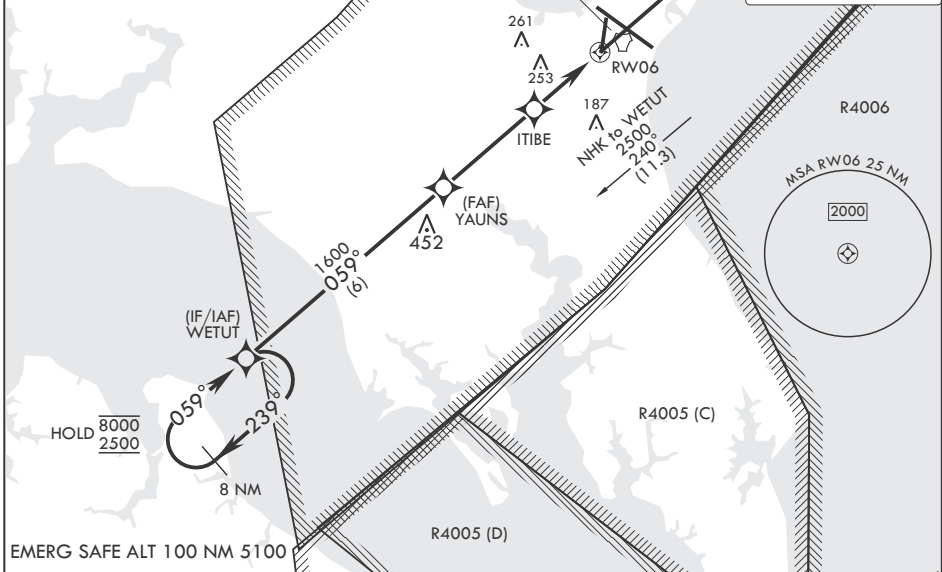 261
253
RW06
187
R4006
ITIBE
NHK to WETUT
2500
240°
(11.3)
MSA RW06 25 NM
2000
(FAF)
YAUNS
452
1600
059°
(6)
(IF/IAF)
WETUT
059°
239°
HOLD 8000
2500
8 NM
R4005 (C)
R4005 (D)
EMERG SAFE ALT 100 NM 5100